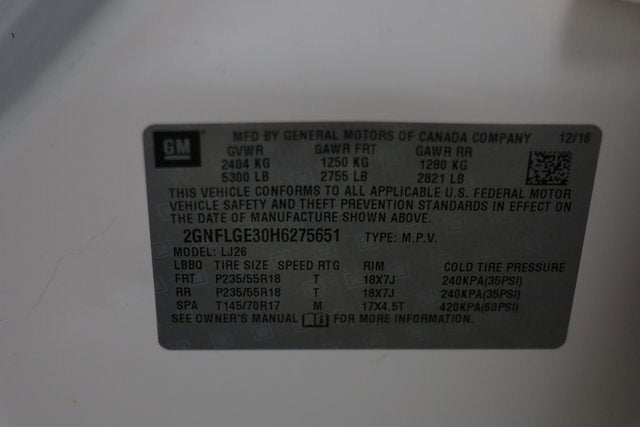 GM MFD BY GENERAL MOTORS OF CANADA COMPANY 12/16
GVWR GAWR FRT GAWR RR
2404 KG 1250 KG 1280 KG
5300 LB 2755 LB 2821 LB
THIS VEHICLE CONFORMS TO ALL APPLICABLE U.S. FEDERAL MOTOR
VEHICLE SAFETY AND THEFT PREVENTION STANDARDS IN EFFECT ON
THE DATE OF MANUFACTURE SHOWN ABOVE.
2GNFLGE30H6275651 TYPE: M.P.V.
MODEL: LJ26
LBBQ TIRE SIZE SPEED RTG RIM COLD TIRE PRESSURE
FRT P235/55R18 T 18X7J 240KPA(35PSI)
RR P235/55R18 T 18X7J 240KPA(35PSI)
SPA T145/70R17 M 17X4.5T 420KPA(60PSI)
SEE OWNER'S MANUAL FOR MORE INFORMATION.